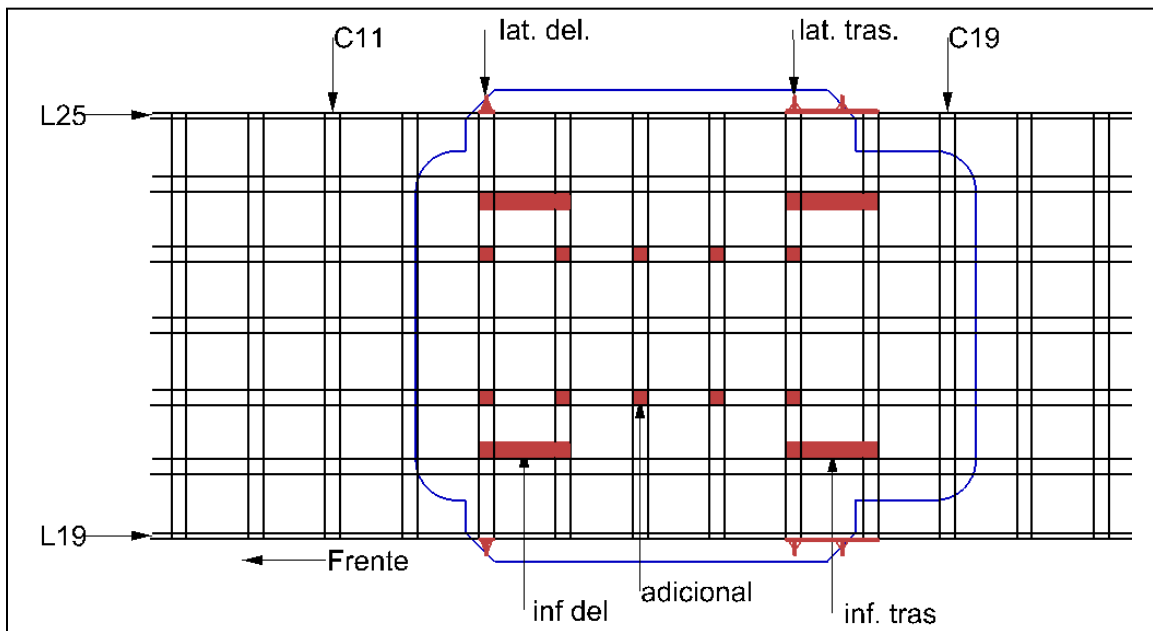 lat. del.
lat. tras.
C11
C19
L25
L19
Frente
adicional
inf del
inf. tras